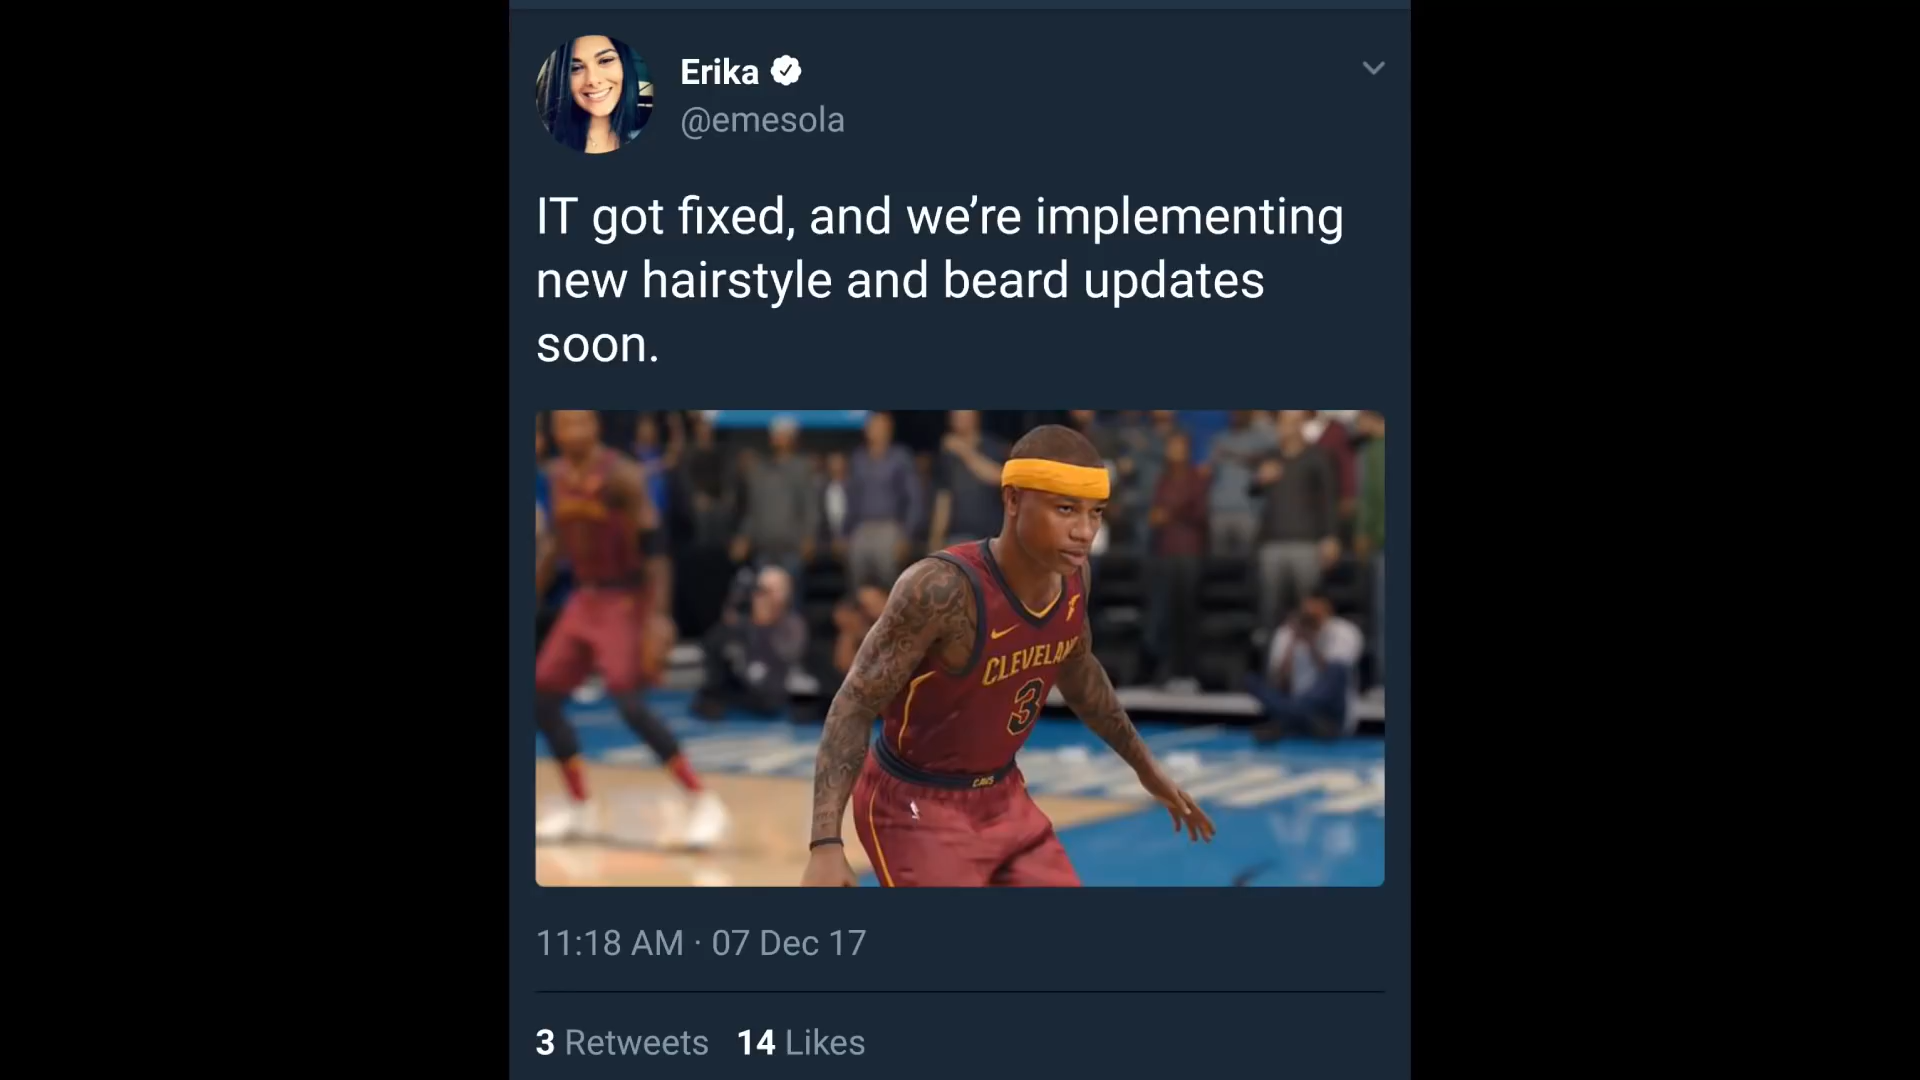 Erika
@emesola
IT got fixed, and we’re implementing
new hairstyle and beard updates
soon.
CLEVELAN
3
CAVS
11:18 AM · 07 Dec 17
3 Retweets 14 Likes